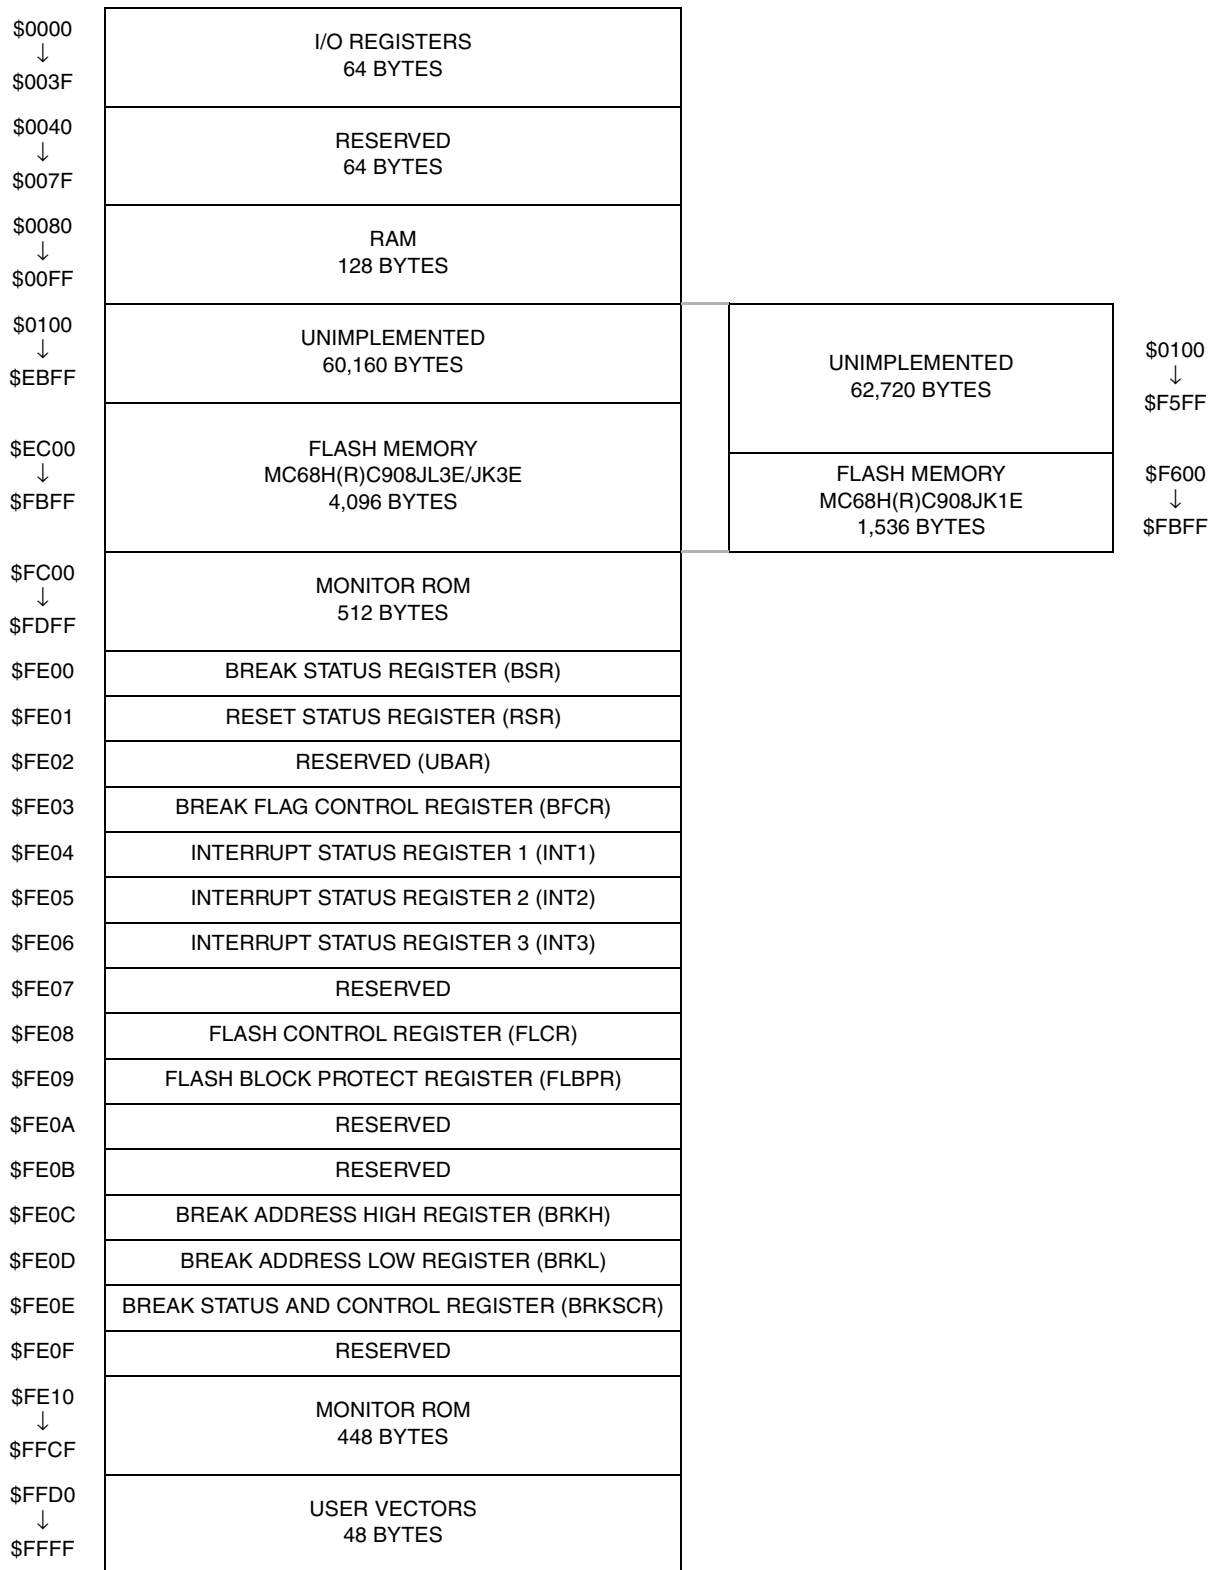 $0000
↓
$003F
I/O REGISTERS
64 BYTES
$0040
↓
$007F
RESERVED
64 BYTES
$0080
↓
$00FF
RAM
128 BYTES
$0100
↓
$EBFF
UNIMPLEMENTED
60,160 BYTES
UNIMPLEMENTED
62,720 BYTES
$0100
↓
$F5FF
$EC00
↓
$FBFF
FLASH MEMORY
MC68H(R)C908JL3E/JK3E
4,096 BYTES
FLASH MEMORY
MC68H(R)C908JK1E
1,536 BYTES
$F600
↓
$FBFF
$FC00
↓
$FDFF
MONITOR ROM
512 BYTES
$FE00 BREAK STATUS REGISTER (BSR)
$FE01 RESET STATUS REGISTER (RSR)
$FE02 RESERVED (UBAR)
$FE03 BREAK FLAG CONTROL REGISTER (BFCR)
$FE04 INTERRUPT STATUS REGISTER 1 (INT1)
$FE05 INTERRUPT STATUS REGISTER 2 (INT2)
$FE06 INTERRUPT STATUS REGISTER 3 (INT3)
$FE07 RESERVED
$FE08 FLASH CONTROL REGISTER (FLCR)
$FE09 FLASH BLOCK PROTECT REGISTER (FLBPR)
$FE0A RESERVED
$FE0B RESERVED
$FE0C BREAK ADDRESS HIGH REGISTER (BRKH)
$FE0D BREAK ADDRESS LOW REGISTER (BRKL)
$FE0E BREAK STATUS AND CONTROL REGISTER (BRKSCR)
$FE0F RESERVED
$FE10
↓
$FFCF
MONITOR ROM
448 BYTES
$FFD0
↓
$FFFF
USER VECTORS
48 BYTES